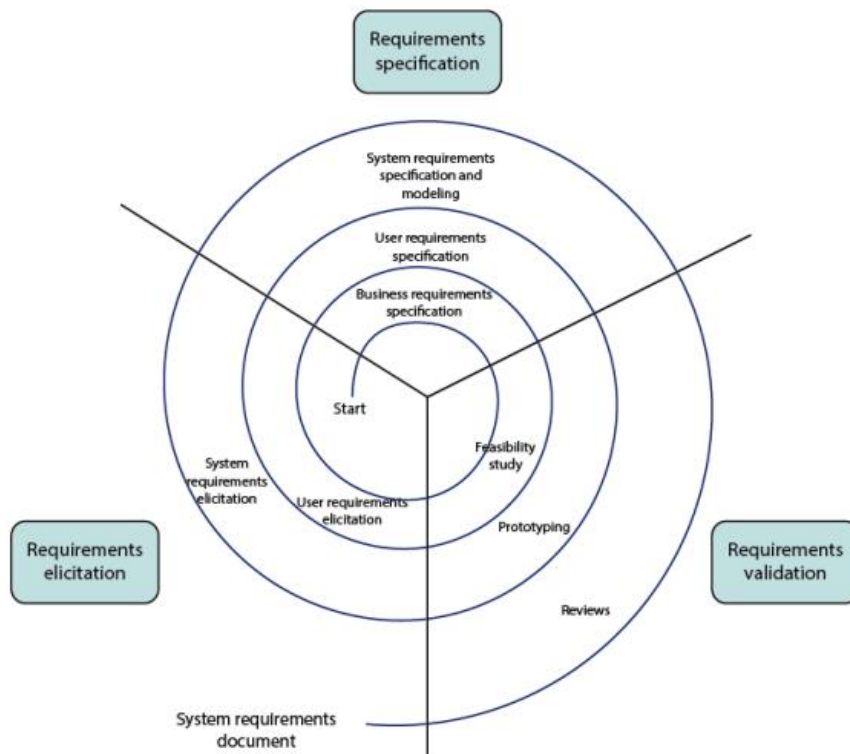 Requirements
specification
System requirements
specification and
modeling
User requirements
specification
Business requirements
specification
Start
Feasibility
study
System
requirements
elicitation
User requirements
elicitation
Prototyping
Requirements
elicitation
Requirements
validation
Reviews
System requirements
document